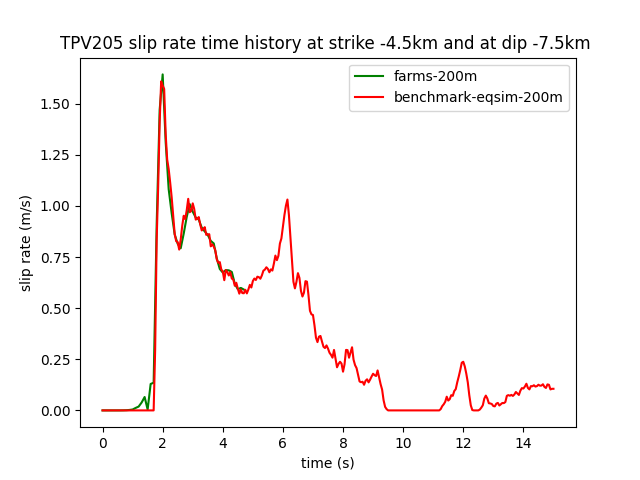 TPV205 slip rate time history at strike -4.5km and at dip -7.5km
farms-200m
benchmark-eqsim-200m
slip rate (m/s)
1.50
1.25
1.00
0.75
0.50
0.25
0.00
0 2 4 6 8 10 12 14
time (s)